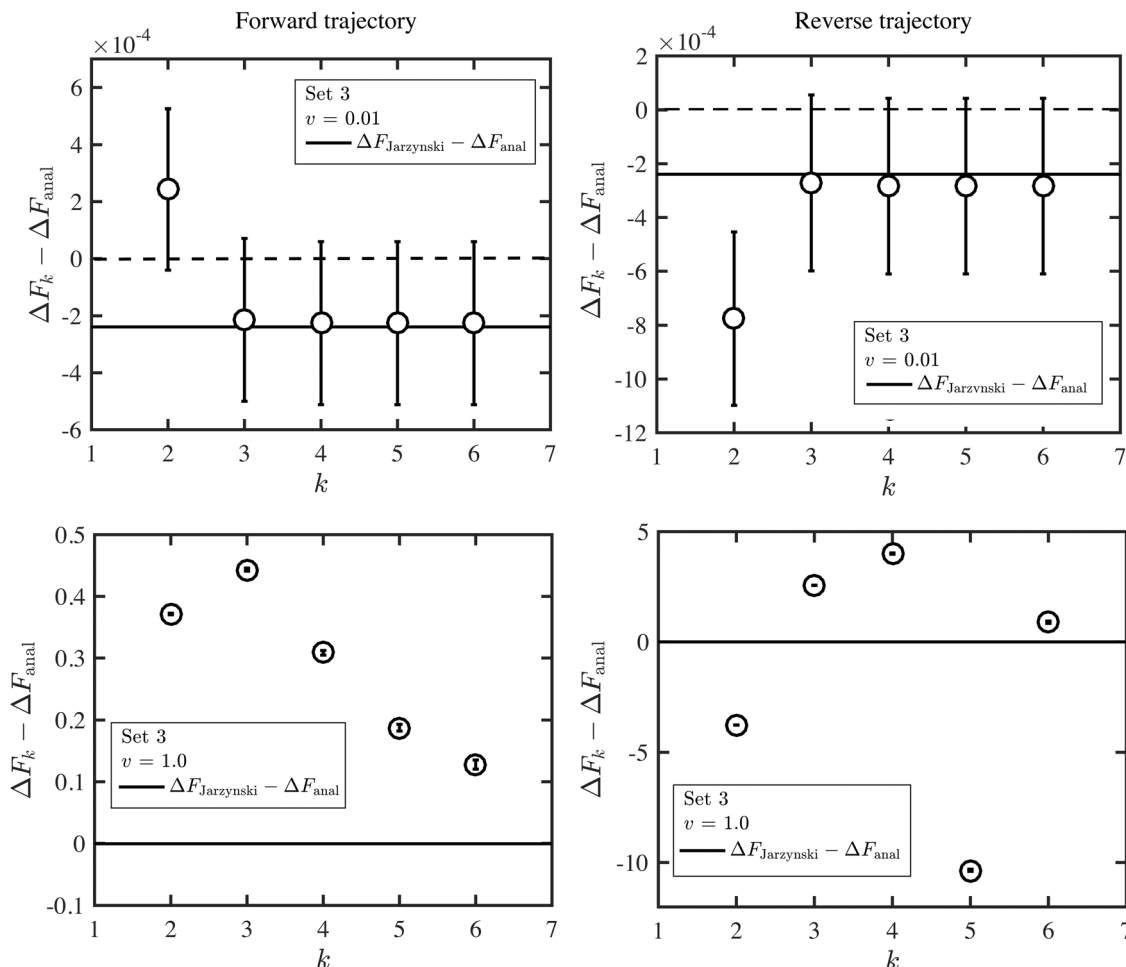 Forward trajectory
×10⁻⁴
6
4
2
0
-2
-4
-6
1 2 3 4 5 6 7
k
ΔF_k − ΔF_anal
Set 3
v = 0.01
ΔF_Jarzynski − ΔF_anal
Reverse trajectory
×10⁻⁴
2
0
-2
-4
-6
-8
-10
-12
1 2 3 4 5 6 7
k
ΔF_k − ΔF_anal
Set 3
v = 0.01
ΔF_Jarzvnski − ΔF_anal
0.5
0.4
0.3
0.2
0.1
0
-0.1
1 2 3 4 5 6 7
k
ΔF_k − ΔF_anal
Set 3
v = 1.0
ΔF_Jarzynski − ΔF_anal
5
0
-5
-10
1 2 3 4 5 6 7
k
ΔF_k − ΔF_anal
Set 3
v = 1.0
ΔF_Jarzynski − ΔF_anal